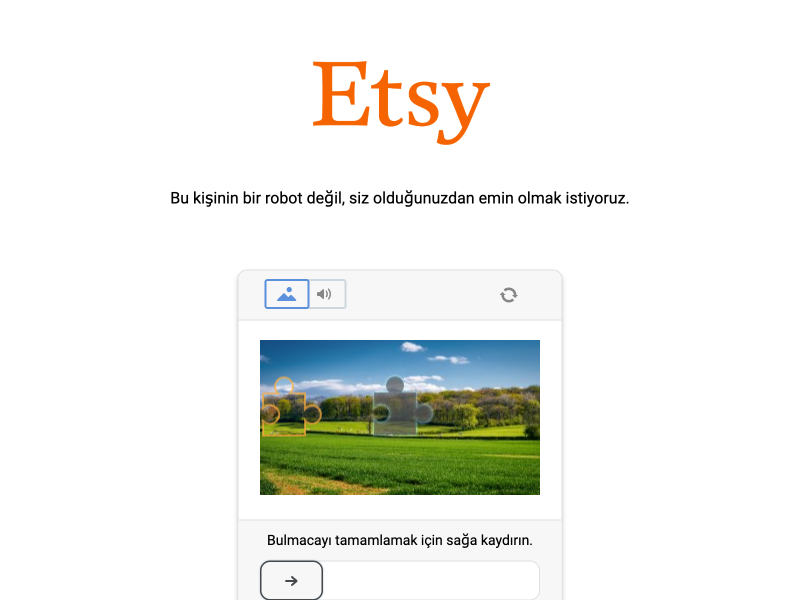 Etsy
Bu kişinin bir robot değil, siz olduğunuzdan emin olmak istiyoruz.
Bulmacayı tamamlamak için sağa kaydırın.